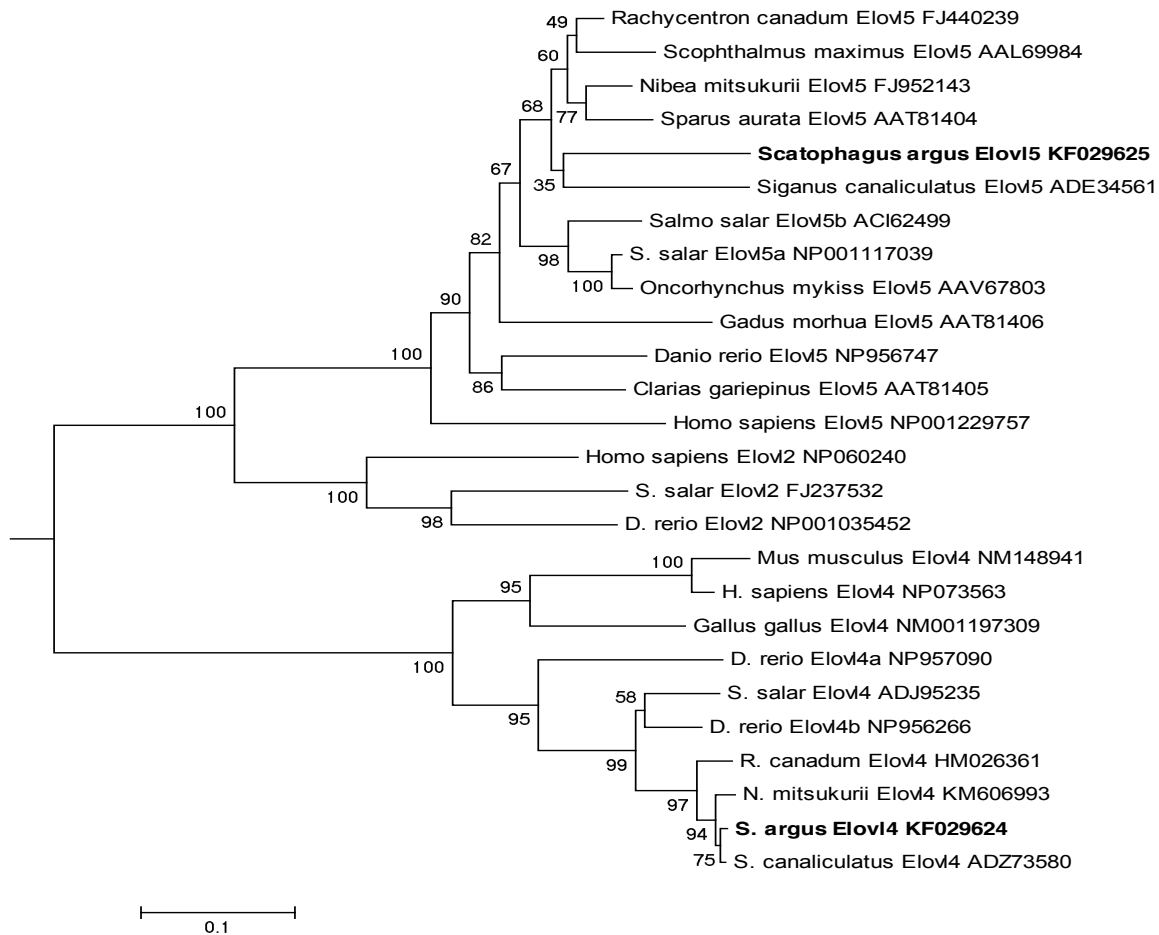 49
Rachycentron canadum Elovl5 FJ440239
Scophthalmus maximus Elovl5 AAL69984
60
Nibea mitsukurii Elovl5 FJ952143
77
Sparus aurata Elovl5 AAT81404
68
Scatophagus argus Elovl5 KF029625
35
Siganus canaliculatus Elovl5 ADE34561
67
Salmo salar Elovl5b ACI62499
98
S. salar Elovl5a NP001117039
100
Oncorhynchus mykiss Elovl5 AAV67803
82
Gadus morhua Elovl5 AAT81406
90
Danio rerio Elovl5 NP956747
86
Clarias gariepinus Elovl5 AAT81405
100
Homo sapiens Elovl5 NP001229757
100
Homo sapiens Elovl2 NP060240
100
S. salar Elovl2 FJ237532
98
D. rerio Elovl2 NP001035452
100
Mus musculus Elovl4 NM148941
95
H. sapiens Elovl4 NP073563
Gallus gallus Elovl4 NM001197309
100
D. rerio Elovl4a NP957090
95
58
S. salar Elovl4 ADJ95235
D. rerio Elovl4b NP956266
99
R. canadum Elovl4 HM026361
97
N. mitsukurii Elovl4 KM606993
94
S. argus Elovl4 KF029624
75
S. canaliculatus Elovl4 ADZ73580
0.1